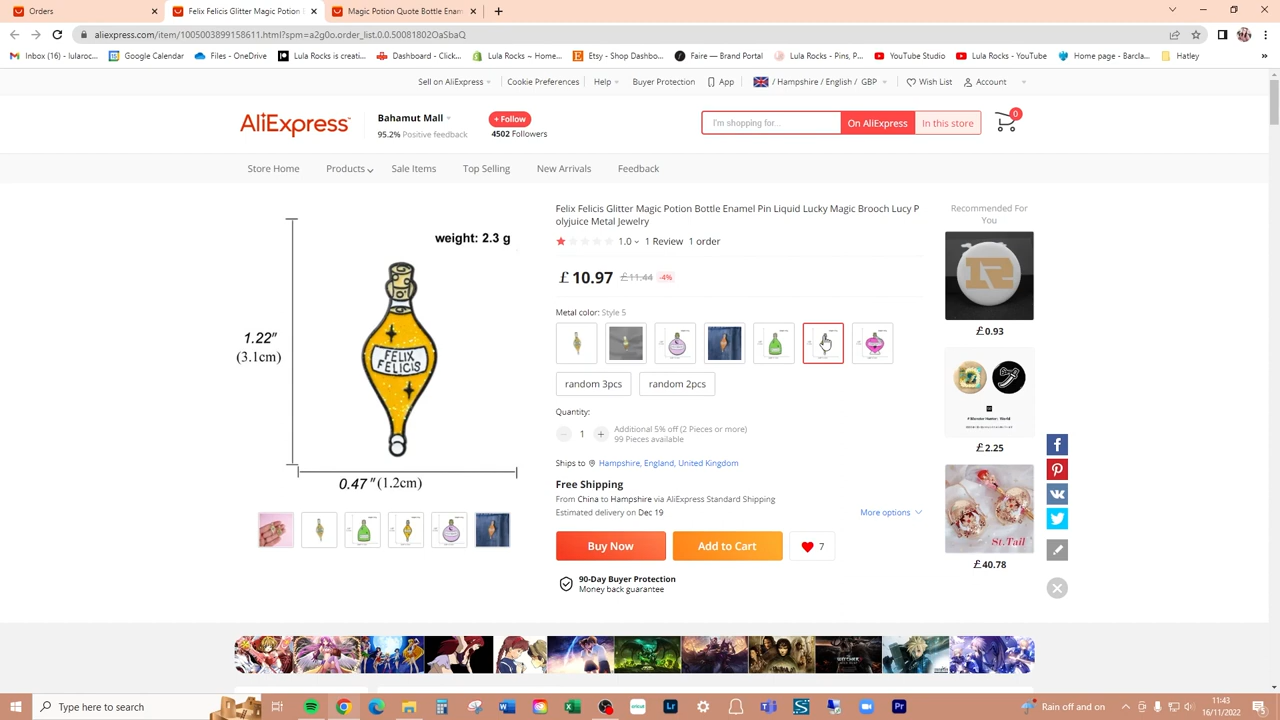 Orders
Felix Felicis Glitter Magic Potion
Magic Potion Quote Bottle Enam
aliexpress.com/item/1005003899158611.html?spm=a2g0o.order_list.0.0.50081802OaSbaQ
Inbox (16) - lularoc...
Google Calendar
Files - OneDrive
Lula Rocks is creati...
Dashboard - Click-...
Lula Rocks ~ Home...
Etsy - Shop Dashbo...
Faire — Brand Portal
Lula Rocks - Pins, P...
YouTube Studio
Lula Rocks - YouTube
Home page - Barcla...
Hatley
»
Sell on AliExpress
Cookie Preferences
Help
Buyer Protection
App
/ Hampshire / English / GBP
Wish List
Account
AliExpress
Bahamut Mall
95.2% Positive feedback
+ Follow
4502 Followers
I'm shopping for...
On AliExpress
In this store
0
Store Home
Products
Sale Items
Top Selling
New Arrivals
Feedback
weight: 2.3 g
1.22"
(3.1cm)
FELIX
FELICIS
0.47 "(1.2cm)
Felix Felicis Glitter Magic Potion Bottle Enamel Pin Liquid Lucky Magic Brooch Lucy P
olyjuice Metal Jewelry
1.0 1 Review 1 order
£ 10.97 £ 11.44 -4%
Metal color: Style 5
random 3pcs
random 2pcs
Quantity:
1
Additional 5% off (2 Pieces or more)
99 Pieces available
Ships to Hampshire, England, United Kingdom
Free Shipping
From China to Hampshire via AliExpress Standard Shipping
Estimated delivery on Dec 19
More options
Buy Now
Add to Cart
7
90-Day Buyer Protection
Money back guarantee
Recommended For
You
£0.93
£2.25
St.Tail
£40.78
Type here to search
Rain off and on
11:43
16/11/2022